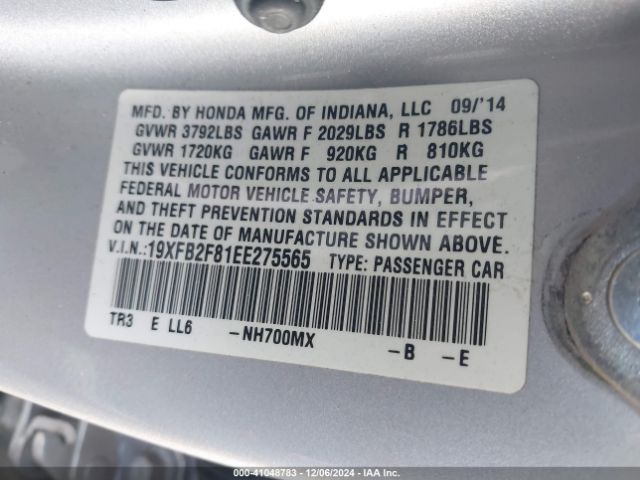 MFD. BY HONDA MFG. OF INDIANA, LLC 09/'14
GVWR 3792LBS GAWR F 2029LBS R 1786LBS
GVWR 1720KG GAWR F 920KG R 810KG
THIS VEHICLE CONFORMS TO ALL APPLICABLE
FEDERAL MOTOR VEHICLE SAFETY, BUMPER,
AND THEFT PREVENTION STANDARDS IN EFFECT
ON THE DATE OF MANUFACTURE SHOWN ABOVE.
V.I.N.:19XFB2F81EE275565 TYPE: PASSENGER CAR
TR3 E LL6 -NH700MX -B -E
000-41048783 - 12/06/2024 - IAA Inc.